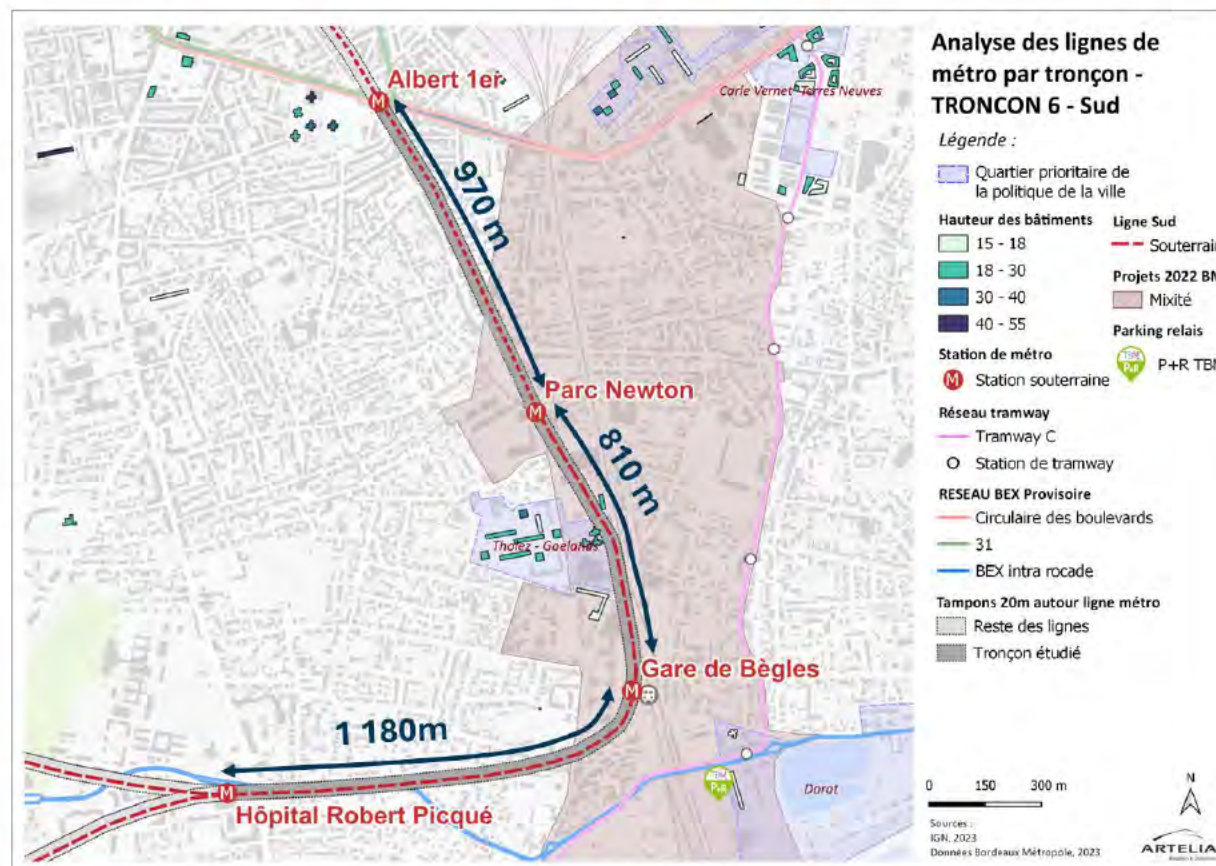 Analyse des lignes de
métro par tronçon -
TRONCON 6 - Sud
Légende :
Quartier prioritaire de
la politique de la ville
Hauteur des bâtiments
15 - 18
18 - 30
30 - 40
40 - 55
Ligne Sud
Souterrain
Projets 2022 BM
Mixité
Parking relais
P+R TBM
Station de métro
M Station souterraine
Réseau tramway
Tramway C
Station de tramway
RESEAU BEX Provisoire
Circulaire des boulevards
31
BEX intra rocade
Tampons 20m autour ligne métro
Reste des lignes
Tronçon étudié
0 150 300 m
N
Sources :
IGN, 2023
Données Bordeaux Métropole, 2023
ARTELIA
Albert 1er
M
Carle Vernet-Terres Neuves
970 m
Parc Newton
M
810 m
Thorez - Goelands
Gare de Bègles
M
1 180m
M
Hôpital Robert Picqué
P+R
Dorat